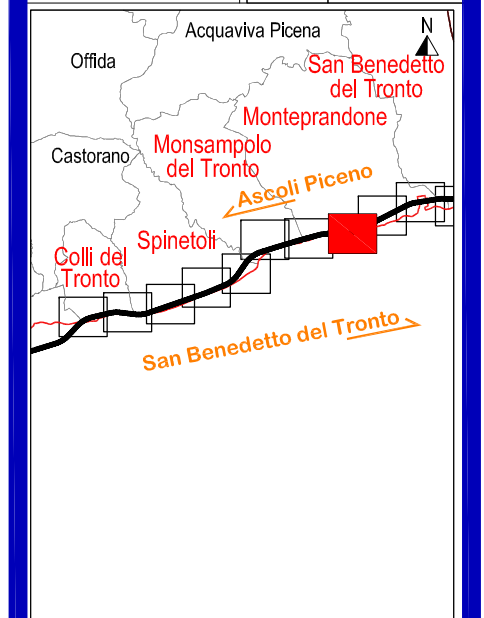 N
Acquaviva Picena
Offida
San Benedetto
del Tronto
Monteprandone
Monsampolo
del Tronto
Castorano
Ascoli Piceno
Spinetoli
Colli del
Tronto
San Benedetto del Tronto